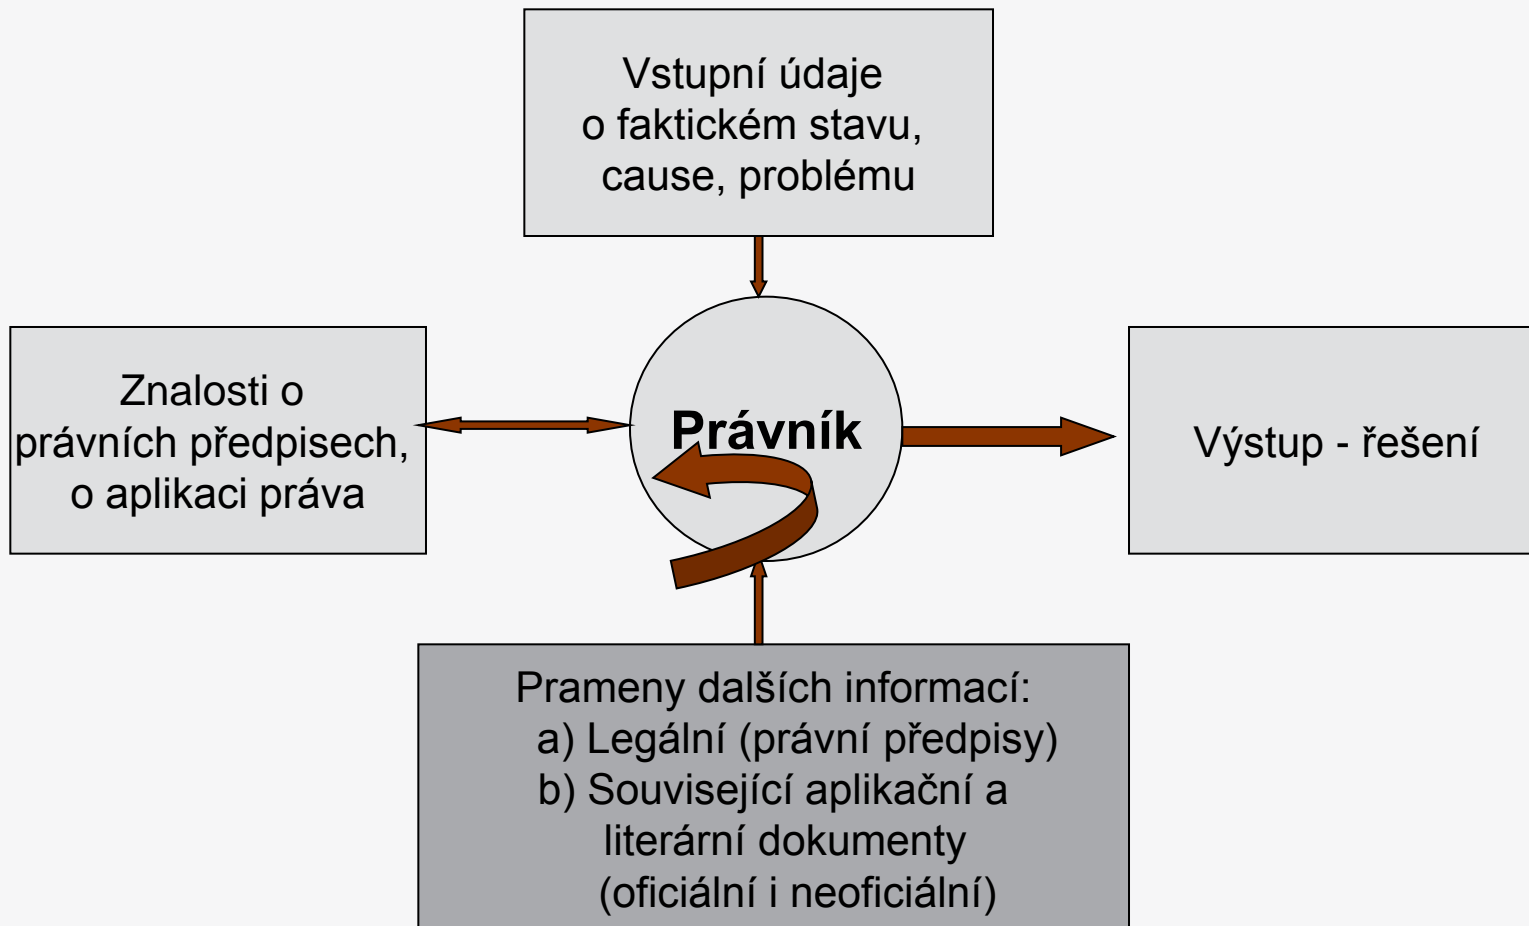 Vstupní údaje
o faktickém stavu,
cause, problému
Znalosti o
právních předpisech,
o aplikaci práva
Právník
Výstup - řešení
Prameny dalších informací:
a) Legální (právní předpisy)
b) Související aplikační a
literární dokumenty
(oficiální i neoficiální)